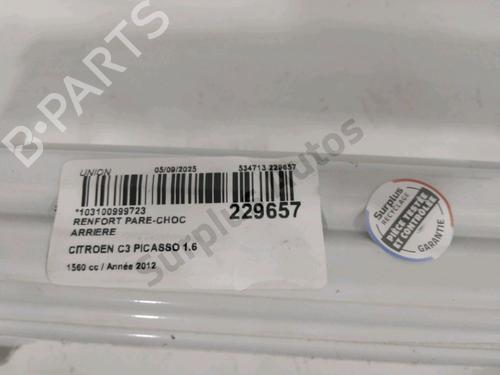 B-PARTS
Surplus Autos
UNION 05/09/2025 534713 229657
*103100999723
229657
RENFORT PARE-CHOC
ARRIERE
CITROEN C3 PICASSO 1.6
1560 cc / Année 2012
Surplus
RECYCLAGE
PIÈCE TESTÉE
ET CONTRÔLÉE
GARANTIE